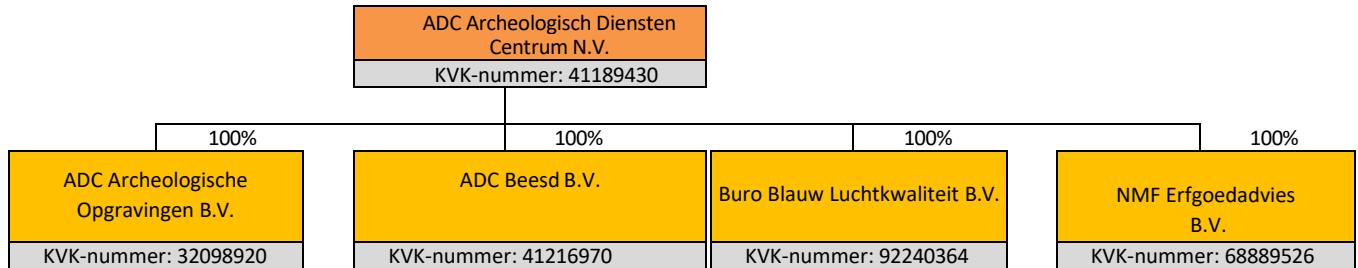 ADC Archeologisch Diensten
Centrum N.V.
KVK-nummer: 41189430
100%
100%
100%
100%
ADC Archeologische
Opgravingen B.V.
KVK-nummer: 32098920
ADC Beesd B.V.
KVK-nummer: 41216970
Buro Blauw Luchtkwaliteit B.V.
KVK-nummer: 92240364
NMF Erfgoedadvies
B.V.
KVK-nummer: 68889526